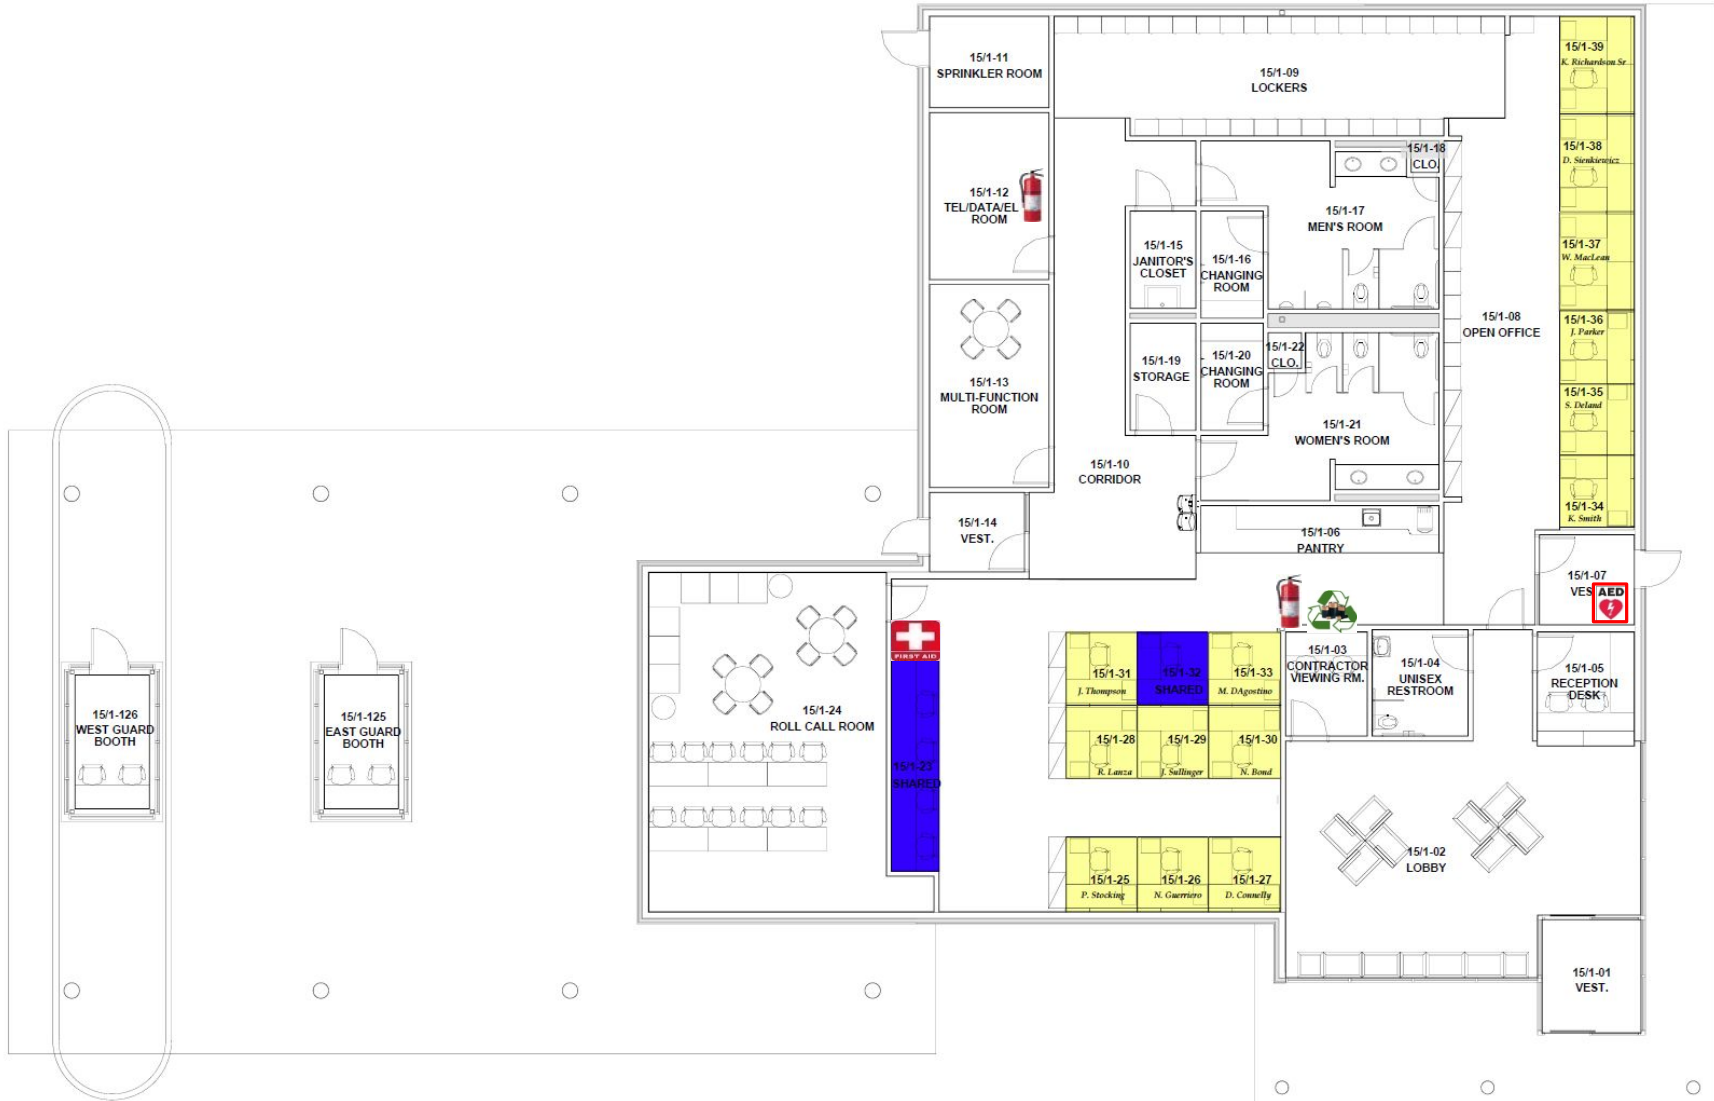 15/1-11
SPRINKLER ROOM
15/1-09
LOCKERS
15/1-39
K. Richardson Sr
15/1-12
TEL/DATA/EL
ROOM
15/1-18
CLO.
15/1-38
D. Sienkiewicz
15/1-17
MEN'S ROOM
15/1-15
JANITOR'S
CLOSET
15/1-16
CHANGING
ROOM
15/1-37
W. MacLean
15/1-08
OPEN OFFICE
15/1-36
J. Parker
15/1-13
MULTI-FUNCTION
ROOM
15/1-19
STORAGE
15/1-20
CHANGING
ROOM
15/1-22
CLO.
15/1-35
S. Deland
15/1-21
WOMEN'S ROOM
15/1-10
CORRIDOR
15/1-34
K. Smith
15/1-14
VEST.
15/1-06
PANTRY
15/1-07
VES
AED
FIRST AID
15/1-03
CONTRACTOR
VIEWING RM.
15/1-04
UNISEX
RESTROOM
15/1-05
RECEPTION
DESK
15/1-31
J. Thompson
15/1-32
SHARED
15/1-33
M. DAgostino
15/1-126
WEST GUARD
BOOTH
15/1-125
EAST GUARD
BOOTH
15/1-24
ROLL CALL ROOM
15/1-28
R. Lanza
15/1-29
J. Sullinger
15/1-30
N. Bond
15/1-23
SHARED
15/1-02
LOBBY
15/1-25
P. Stocking
15/1-26
N. Guerriero
15/1-27
D. Connelly
15/1-01
VEST.